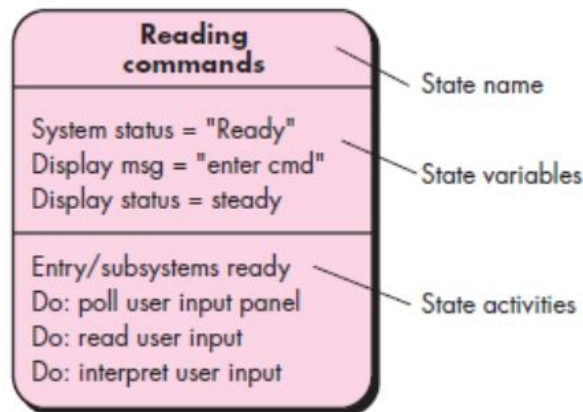 Reading
commands
State name
System status = "Ready"
Display msg = "enter cmd"
Display status = steady
State variables
Entry/subsystems ready
Do: poll user input panel
Do: read user input
Do: interpret user input
State activities